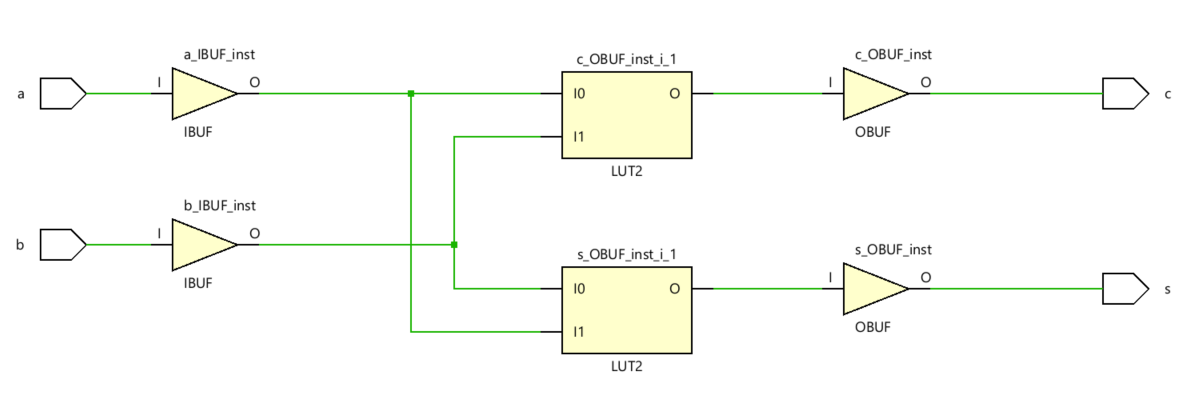 a_IBUF_inst
c_OBUF_inst_i_1
c_OBUF_inst
a
I
O
I0
O
I
O
c
IBUF
I1
OBUF
LUT2
b_IBUF_inst
b
I
O
s_OBUF_inst_i_1
s_OBUF_inst
IBUF
I0
O
I
O
s
I1
OBUF
LUT2